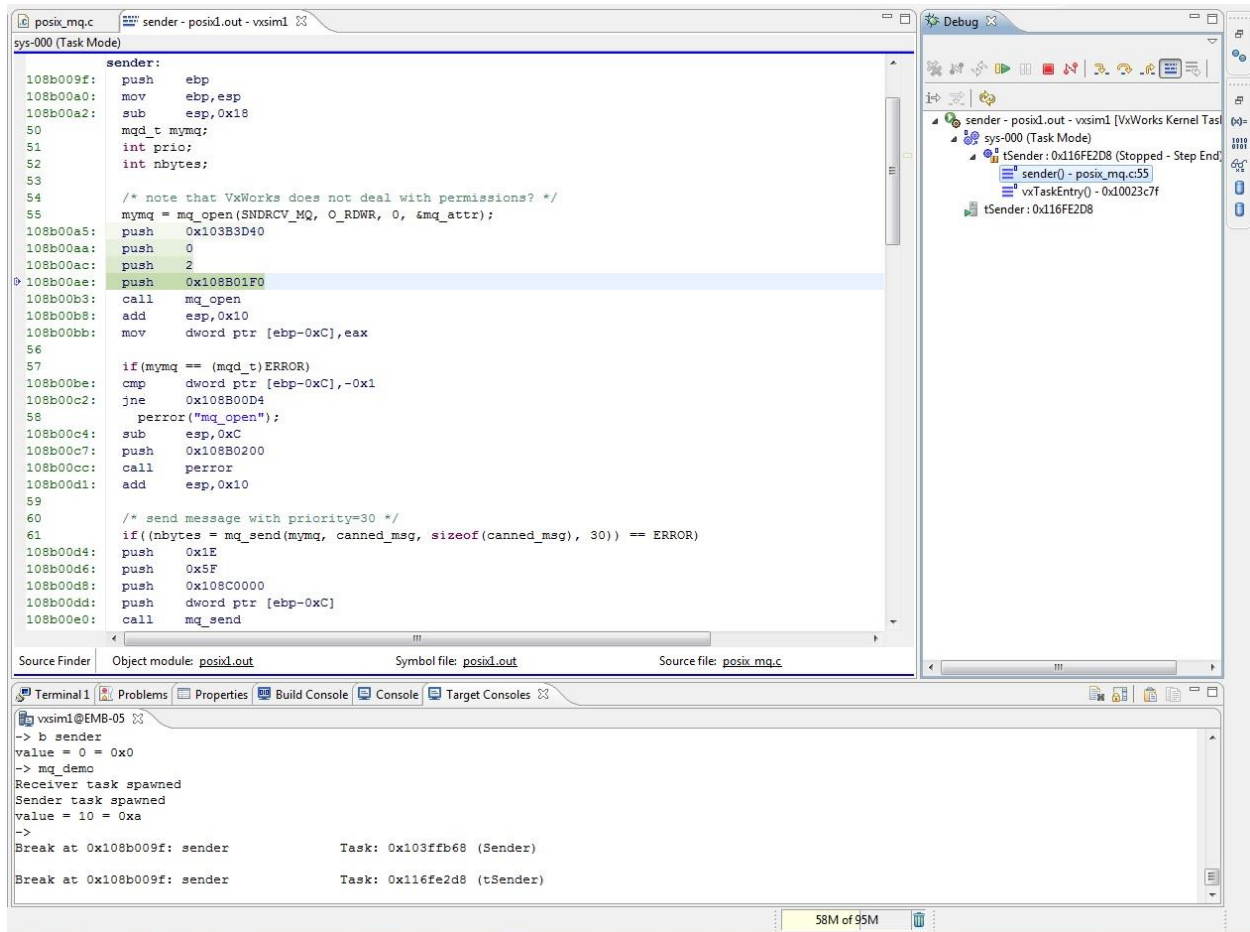 posix_mq.c
sender - posix1.out - vxsim1
sys-000 (Task Mode)
sender:
108b009f: push ebp
108b00a0: mov ebp,esp
108b00a2: sub esp,0x18
50 mqd_t mymq;
51 int prio;
52 int nbytes;
53
54 /* note that VxWorks does not deal with permissions? */
55 mymq = mq_open(SNDRCV_MQ, O_RDWR, 0, &mq_attr);
108b00a5: push 0x103B3D40
108b00aa: push 0
108b00ac: push 2
108b00ae: push 0x108B01F0
108b00b3: call mq_open
108b00b8: add esp,0x10
108b00bb: mov dword ptr [ebp-0xC],eax
56
57 if(mymq == (mqd_t)ERROR)
108b00be: cmp dword ptr [ebp-0xC],-0x1
108b00c2: jne 0x108B00D4
58 perror("mq_open");
108b00c4: sub esp,0xC
108b00c7: push 0x108B0200
108b00cc: call perror
108b00d1: add esp,0x10
59
60 /* send message with priority=30 */
61 if((nbytes = mq_send(mymq, canned_msg, sizeof(canned_msg), 30)) == ERROR)
108b00d4: push 0x1E
108b00d6: push 0x5F
108b00d8: push 0x108C0000
108b00dd: push dword ptr [ebp-0xC]
108b00e0: call mq_send
Source Finder Object module: posix1.out Symbol file: posix1.out Source file: posix_mq.c
Debug
sender - posix1.out - vxsim1 [VxWorks Kernel Tas
sys-000 (Task Mode)
tSender : 0x116FE2D8 (Stopped - Step End)
sender() - posix_mq.c:55
vxTaskEntry() - 0x10023c7f
tSender : 0x116FE2D8
Terminal 1 Problems Properties Build Console Console Target Consoles
vxsim1@EMB-05
-> b sender
value = 0 = 0x0
-> mq_demo
Receiver task spawned
Sender task spawned
value = 10 = 0xa
->
Break at 0x108b009f: sender Task: 0x103ffb68 (Sender)
Break at 0x108b009f: sender Task: 0x116fe2d8 (tSender)
58M of 95M